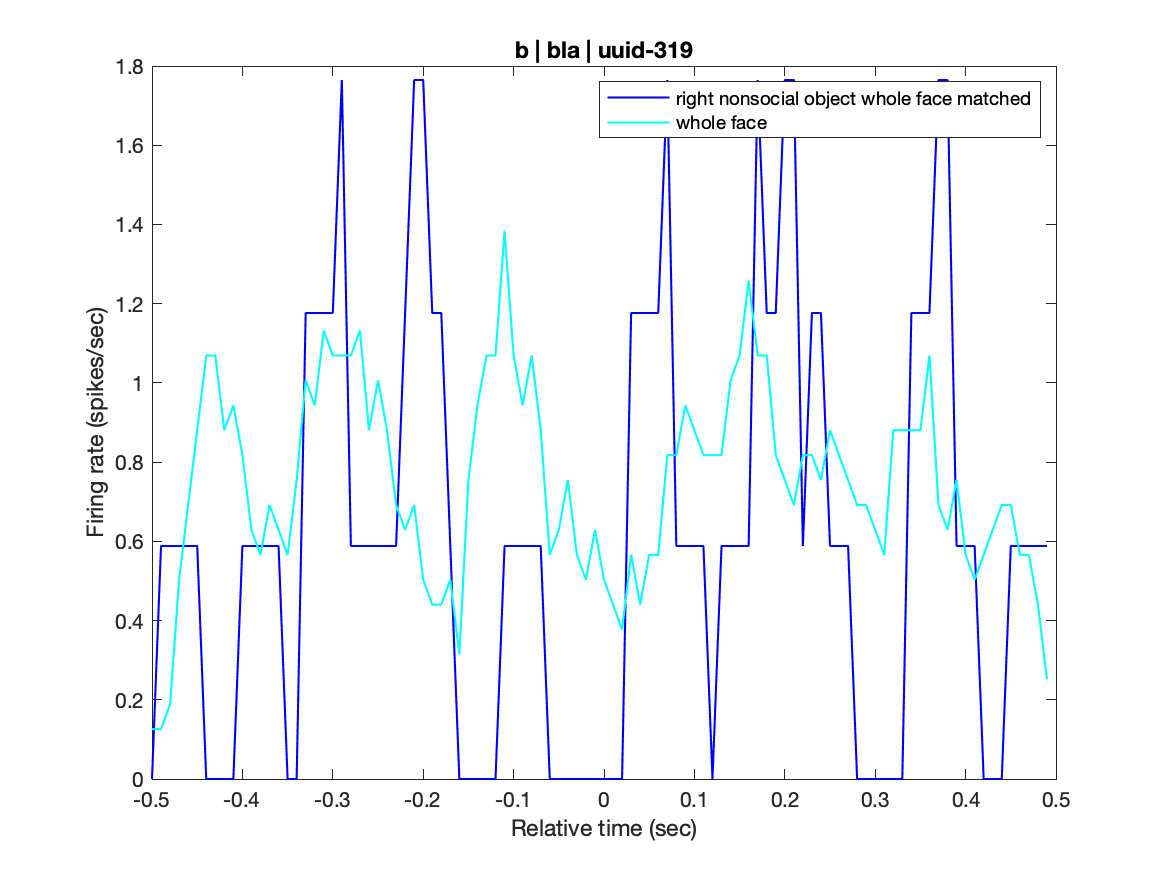 b | bla | uuid-319
1.8
1.6
1.4
1.2
1
0.8
0.6
0.4
0.2
0
Firing rate (spikes/sec)
right nonsocial object whole face matched
whole face
-0.5 -0.4 -0.3 -0.2 -0.1 0 0.1 0.2 0.3 0.4 0.5
Relative time (sec)